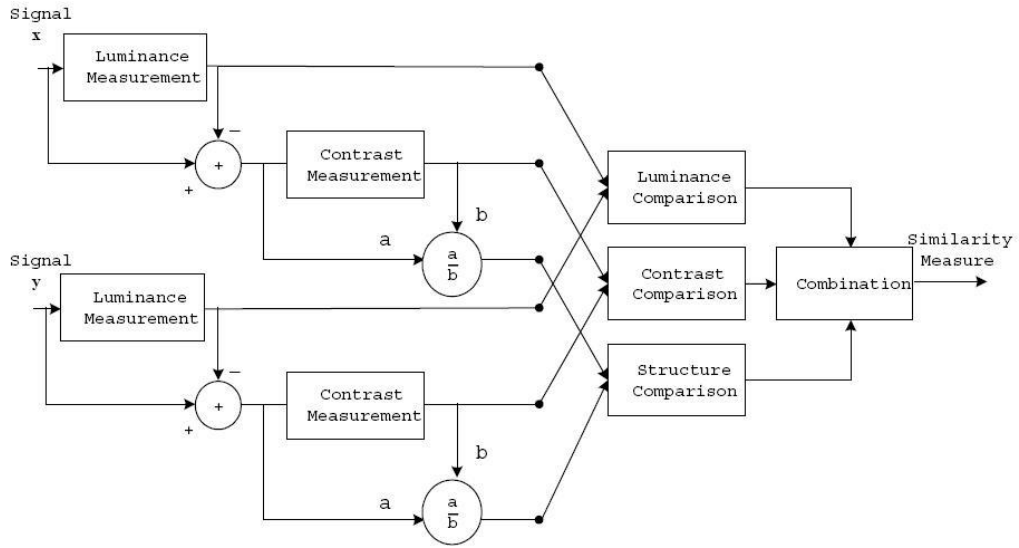 Signal
x
Luminance
Measurement
−
+
+
Contrast
Measurement
a
b
a
b
Signal
y
Luminance
Measurement
−
+
+
Contrast
Measurement
a
b
a
b
Luminance
Comparison
Contrast
Comparison
Structure
Comparison
Combination
Similarity
Measure